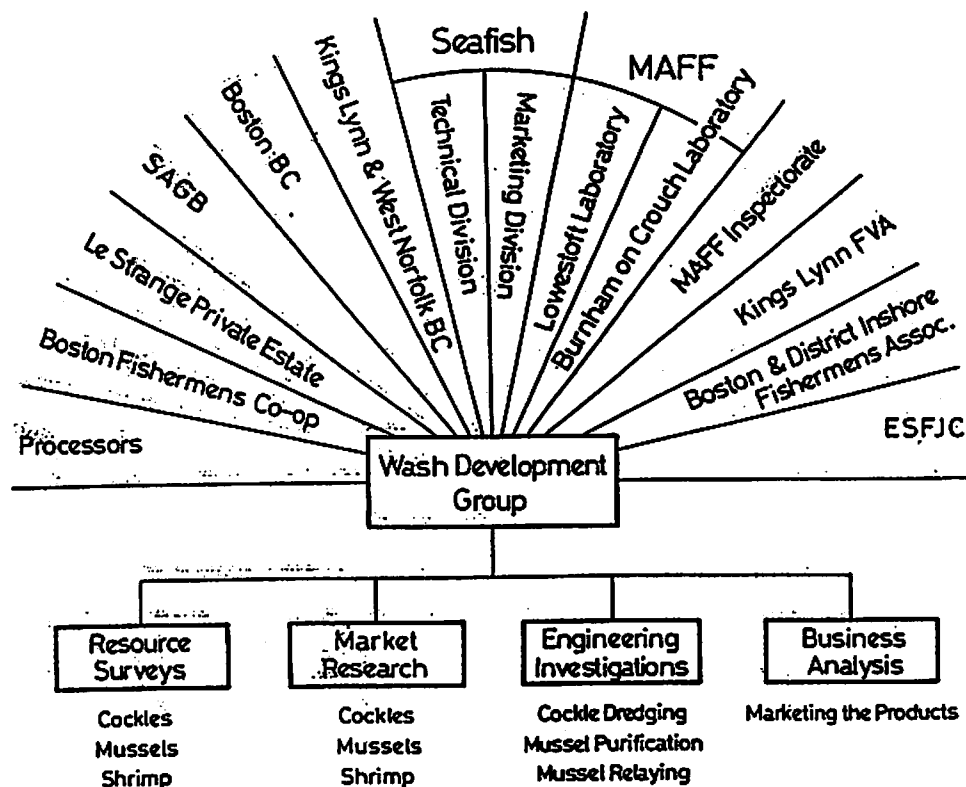 Processors
Boston Fishermens Co-op
Le Strange Private Estate
SAGB
Boston BC
Kings Lynn & West Norfolk BC
Seafish
Technical Division
Marketing Division
MAFF
Lowestoft Laboratory
Burnham on Crouch Laboratory
MAFF Inspectorate
Kings Lynn FVA
Boston & District Inshore
Fishermens Assoc.
ESFJC
Wash Development
Group
Resource
Surveys
Cockles
Mussels
Shrimp
Market
Research
Cockles
Mussels
Shrimp
Engineering
Investigations
Cockle Dredging
Mussel Purification
Mussel Relaying
Business
Analysis
Marketing the Products